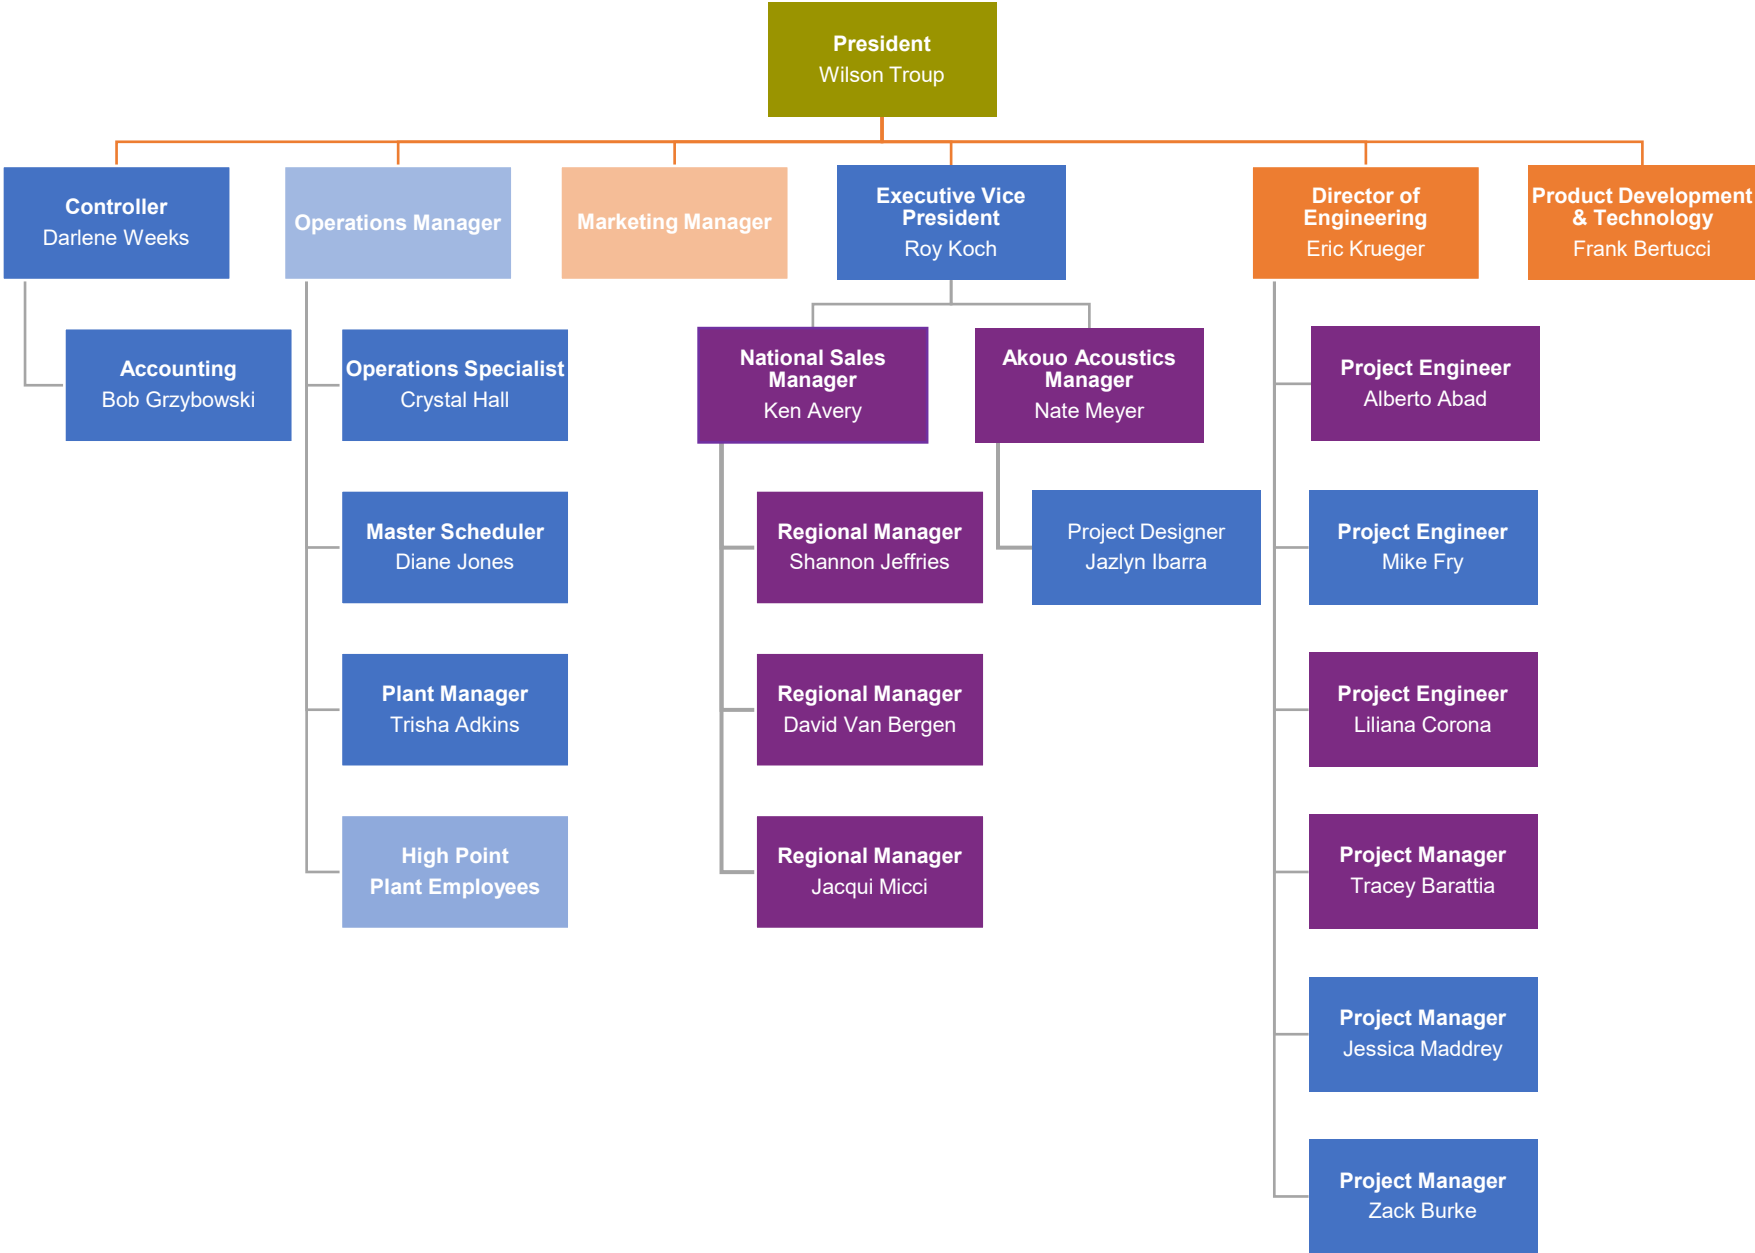 President
Wilson Troup
Controller
Darlene Weeks
Operations Manager
Marketing Manager
Executive Vice
President
Roy Koch
Director of
Engineering
Eric Krueger
Product Development
& Technology
Frank Bertucci
Accounting
Bob Grzybowski
Operations Specialist
Crystal Hall
National Sales
Manager
Ken Avery
Akouo Acoustics
Manager
Nate Meyer
Project Engineer
Alberto Abad
Master Scheduler
Diane Jones
Regional Manager
Shannon Jeffries
Project Designer
Jazlyn Ibarra
Project Engineer
Mike Fry
Plant Manager
Trisha Adkins
Regional Manager
David Van Bergen
Project Engineer
Liliana Corona
High Point
Plant Employees
Regional Manager
Jacqui Micci
Project Manager
Tracey Barattia
Project Manager
Jessica Maddrey
Project Manager
Zack Burke